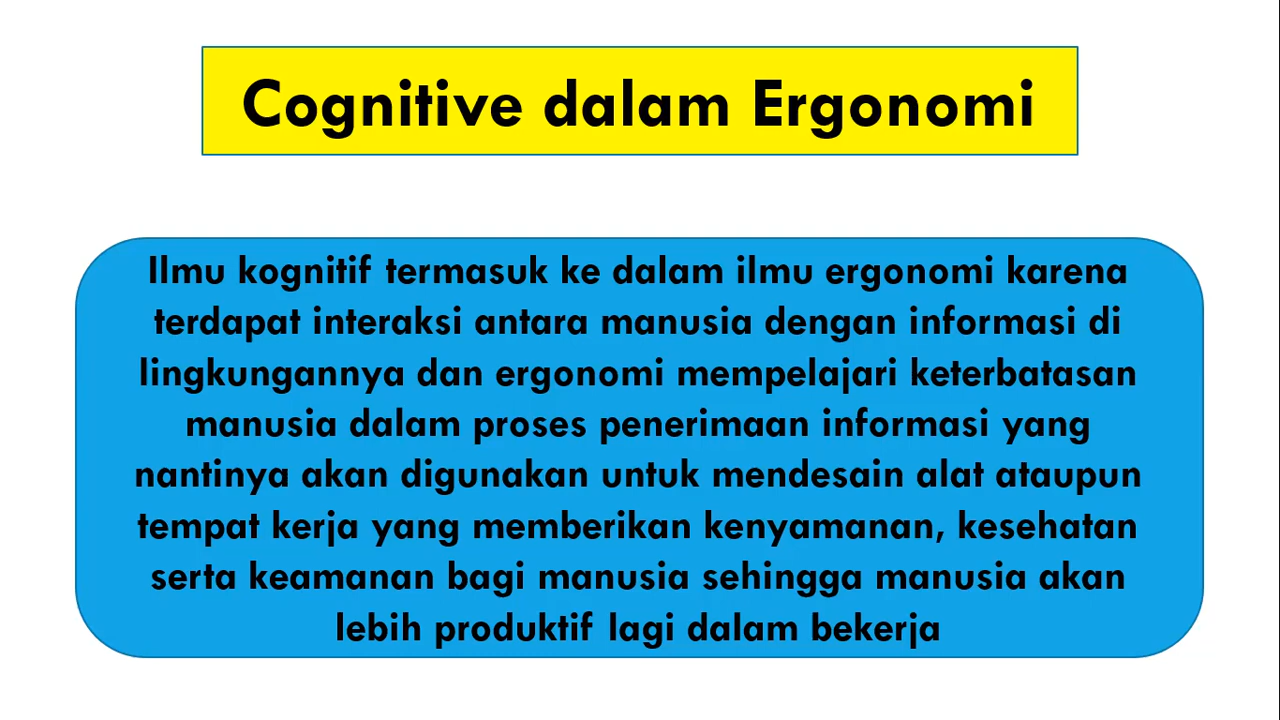 Cognitive dalam Ergonomi
Ilmu kognitif termasuk ke dalam ilmu ergonomi karena
terdapat interaksi antara manusia dengan informasi di
lingkungannya dan ergonomi mempelajari keterbatasan
manusia dalam proses penerimaan informasi yang
nantinya akan digunakan untuk mendesain alat ataupun
tempat kerja yang memberikan kenyamanan, kesehatan
serta keamanan bagi manusia sehingga manusia akan
lebih produktif lagi dalam bekerja